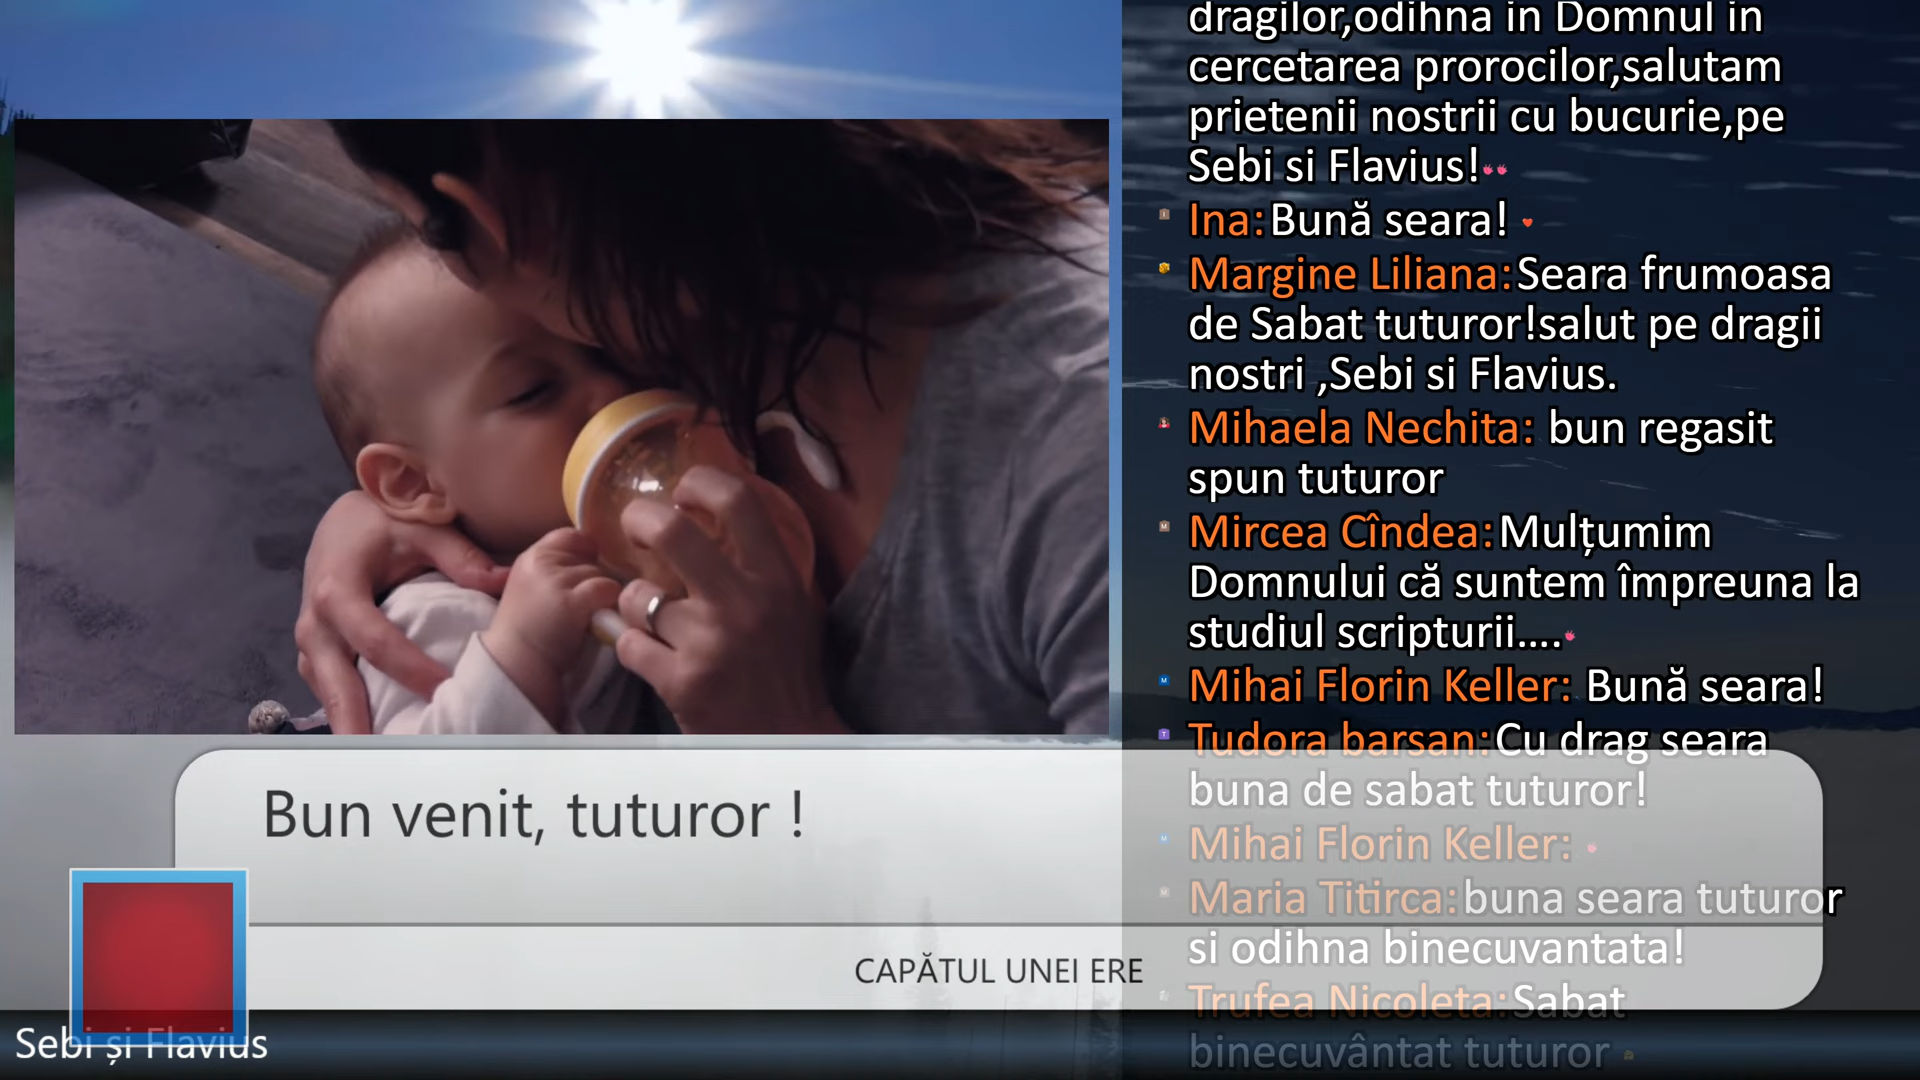 dragilor,odihna in Domnul in
cercetarea prorocilor,salutam
prietenii nostrii cu bucurie,pe
Sebi si Flavius!
Ina:Bună seara!
Margine Liliana:Seara frumoasa
de Sabat tuturor!salut pe dragii
nostri ,Sebi si Flavius.
Mihaela Nechita: bun regasit
spun tuturor
Mircea Cîndea:Mulțumim
Domnului că suntem împreuna la
studiul scripturii....
Mihai Florin Keller: Bună seara!
Tudora barsan:Cu drag seara
buna de sabat tuturor!
Mihai Florin Keller:
Maria Titirca:buna seara tuturor
si odihna binecuvantata!
Trufea Nicoleta:Sabat
binecuvântat tuturor
Bun venit, tuturor !
CAPĂTUL UNEI ERE
Sebi și Flavius